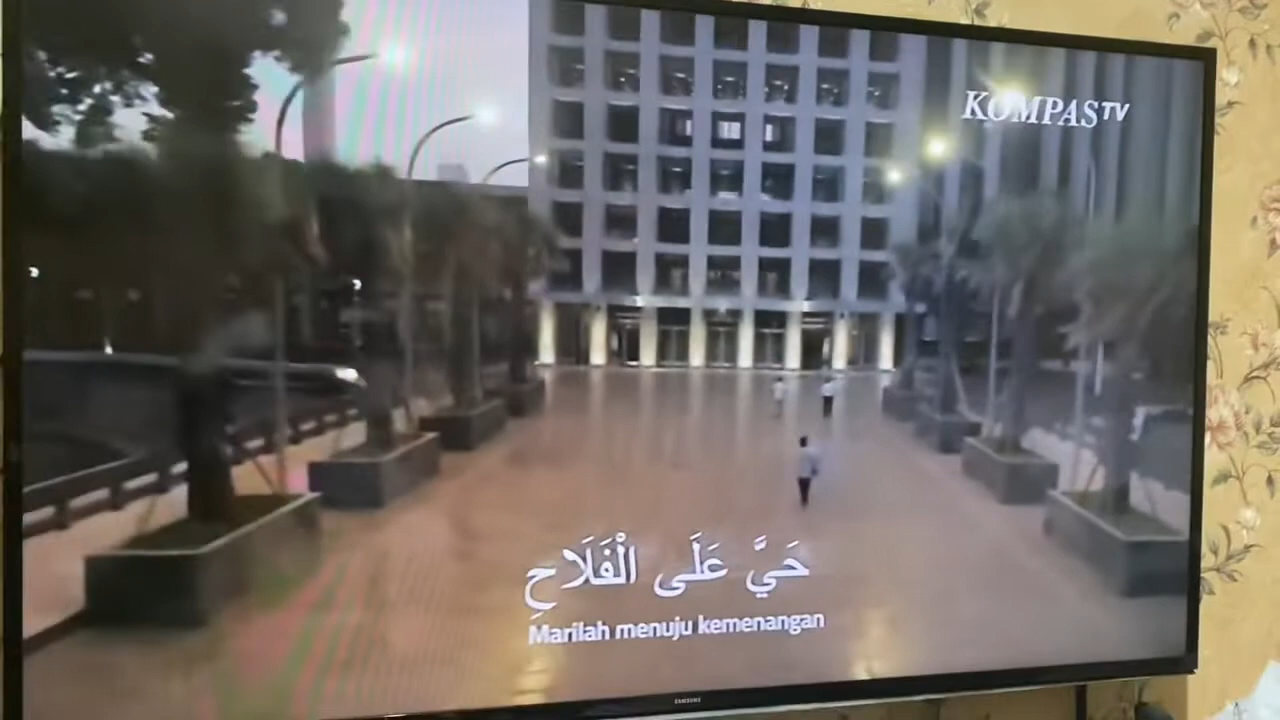 KOMPASTV
حَيَّ عَلَى الْفَلَاحِ
Marilah menuju kemenangan
SAMSUNG